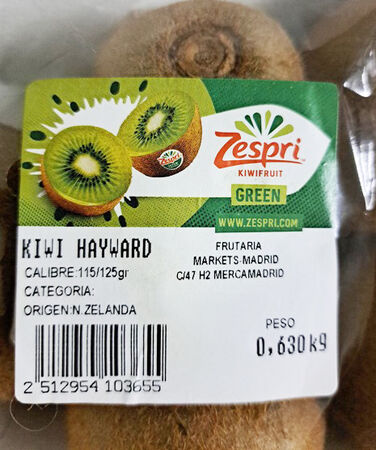 Zespri
KIWIFRUIT
GREEN
WWW.ZESPRI.COM
Zespri
KIWI HAYWARD
CALIBRE:115/125gr
CATEGORIA:
ORIGEN:N.ZELANDA
FRUTARIA
MARKETS-MADRID
C/47 H2 MERCAMADRID
PESO
0,630kg
2 512954 103655